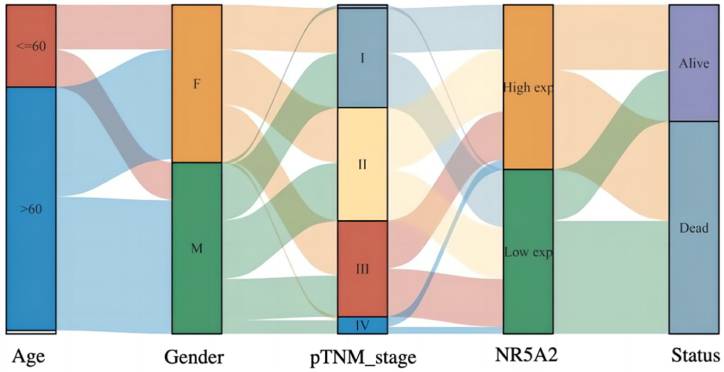 <=60
>60
F
M
I
II
III
IV
High exp
Low exp
Alive
Dead
Age
Gender
pTNM_stage
NR5A2
Status